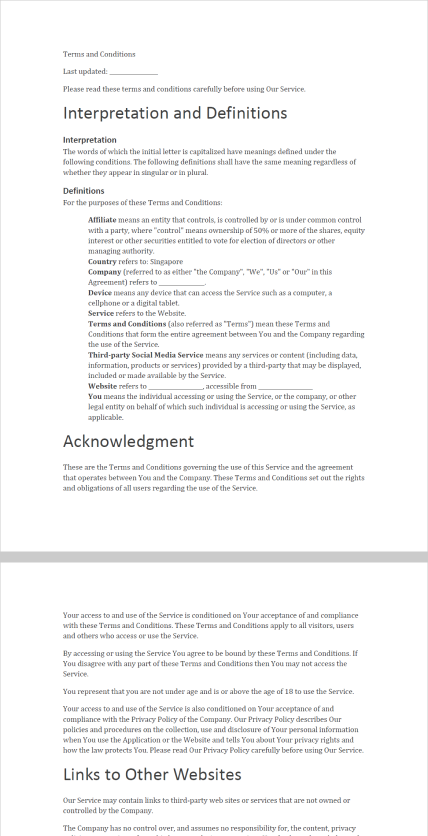 Terms and Conditions
Last updated: _______________
Please read these terms and conditions carefully before using Our Service.
Interpretation and Definitions
Interpretation
The words of which the initial letter is capitalized have meanings defined under the
following conditions. The following definitions shall have the same meaning regardless of
whether they appear in singular or in plural.
Definitions
For the purposes of these Terms and Conditions:
Affiliate means an entity that controls, is controlled by or is under common control
with a party, where "control" means ownership of 50% or more of the shares, equity
interest or other securities entitled to vote for election of directors or other
managing authority.
Country refers to: Singapore
Company (referred to as either "the Company", "We", "Us" or "Our" in this
Agreement) refers to ______________.
Device means any device that can access the Service such as a computer, a
cellphone or a digital tablet.
Service refers to the Website.
Terms and Conditions (also referred as "Terms") mean these Terms and
Conditions that form the entire agreement between You and the Company regarding
the use of the Service.
Third-party Social Media Service means any services or content (including data,
information, products or services) provided by a third-party that may be displayed,
included or made available by the Service.
Website refers to _________________, accessible from _________________
You means the individual accessing or using the Service, or the company, or other
legal entity on behalf of which such individual is accessing or using the Service, as
applicable.
Acknowledgment
These are the Terms and Conditions governing the use of this Service and the agreement
that operates between You and the Company. These Terms and Conditions set out the rights
and obligations of all users regarding the use of the Service.
Your access to and use of the Service is conditioned on Your acceptance of and compliance
with these Terms and Conditions. These Terms and Conditions apply to all visitors, users
and others who access or use the Service.
By accessing or using the Service You agree to be bound by these Terms and Conditions. If
You disagree with any part of these Terms and Conditions then You may not access the
Service.
You represent that you are not under age and is or above the age of 18 to use the Service.
Your access to and use of the Service is also conditioned on Your acceptance of and
compliance with the Privacy Policy of the Company. Our Privacy Policy describes Our
policies and procedures on the collection, use and disclosure of Your personal information
when You use the Application or the Website and tells You about Your privacy rights and
how the law protects You. Please read Our Privacy Policy carefully before using Our Service.
Links to Other Websites
Our Service may contain links to third-party web sites or services that are not owned or
controlled by the Company.
The Company has no control over, and assumes no responsibility for, the content, privacy